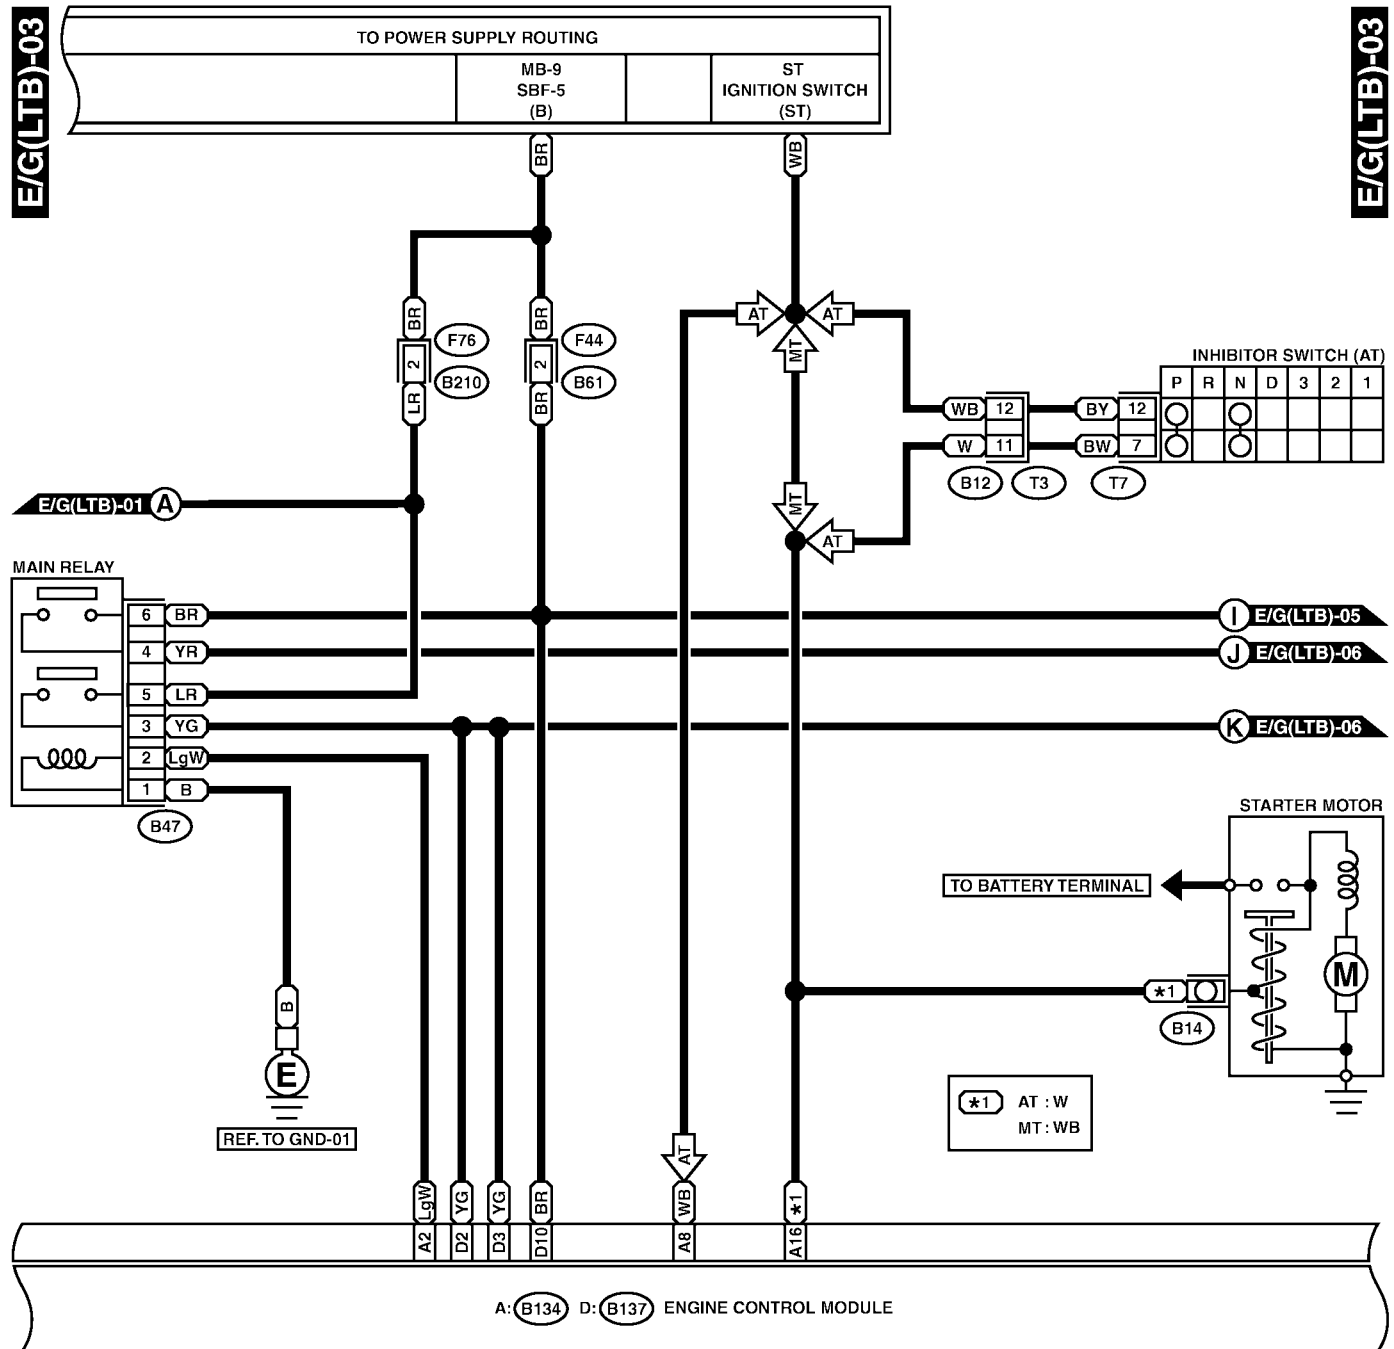 E/G(LTB)-03
E/G(LTB)-03
TO POWER SUPPLY ROUTING
MB-9
SBF-5
(B)
ST
IGNITION SWITCH
(ST)
BR
WB
AT
AT
MT
BR
BR
F76
F44
2
2
B210
B61
LR
BR
INHIBITOR SWITCH (AT)
P R N D 3 2 1
WB 12 BY 12
W 11 BW 7
B12 T3 T7
E/G(LTB)-01 A
MT
AT
MAIN RELAY
6 BR
I E/G(LTB)-05
4 YR
J E/G(LTB)-06
5 LR
3 YG
K E/G(LTB)-06
2 LgW
1 B
B47
STARTER MOTOR
TO BATTERY TERMINAL
M
*1
B14
B
E
REF. TO GND-01
*1 AT : W
MT : WB
AT
LgW YG YG BR WB *1
A2 D2 D3 D10 A8 A16
A: B134 D: B137 ENGINE CONTROL MODULE